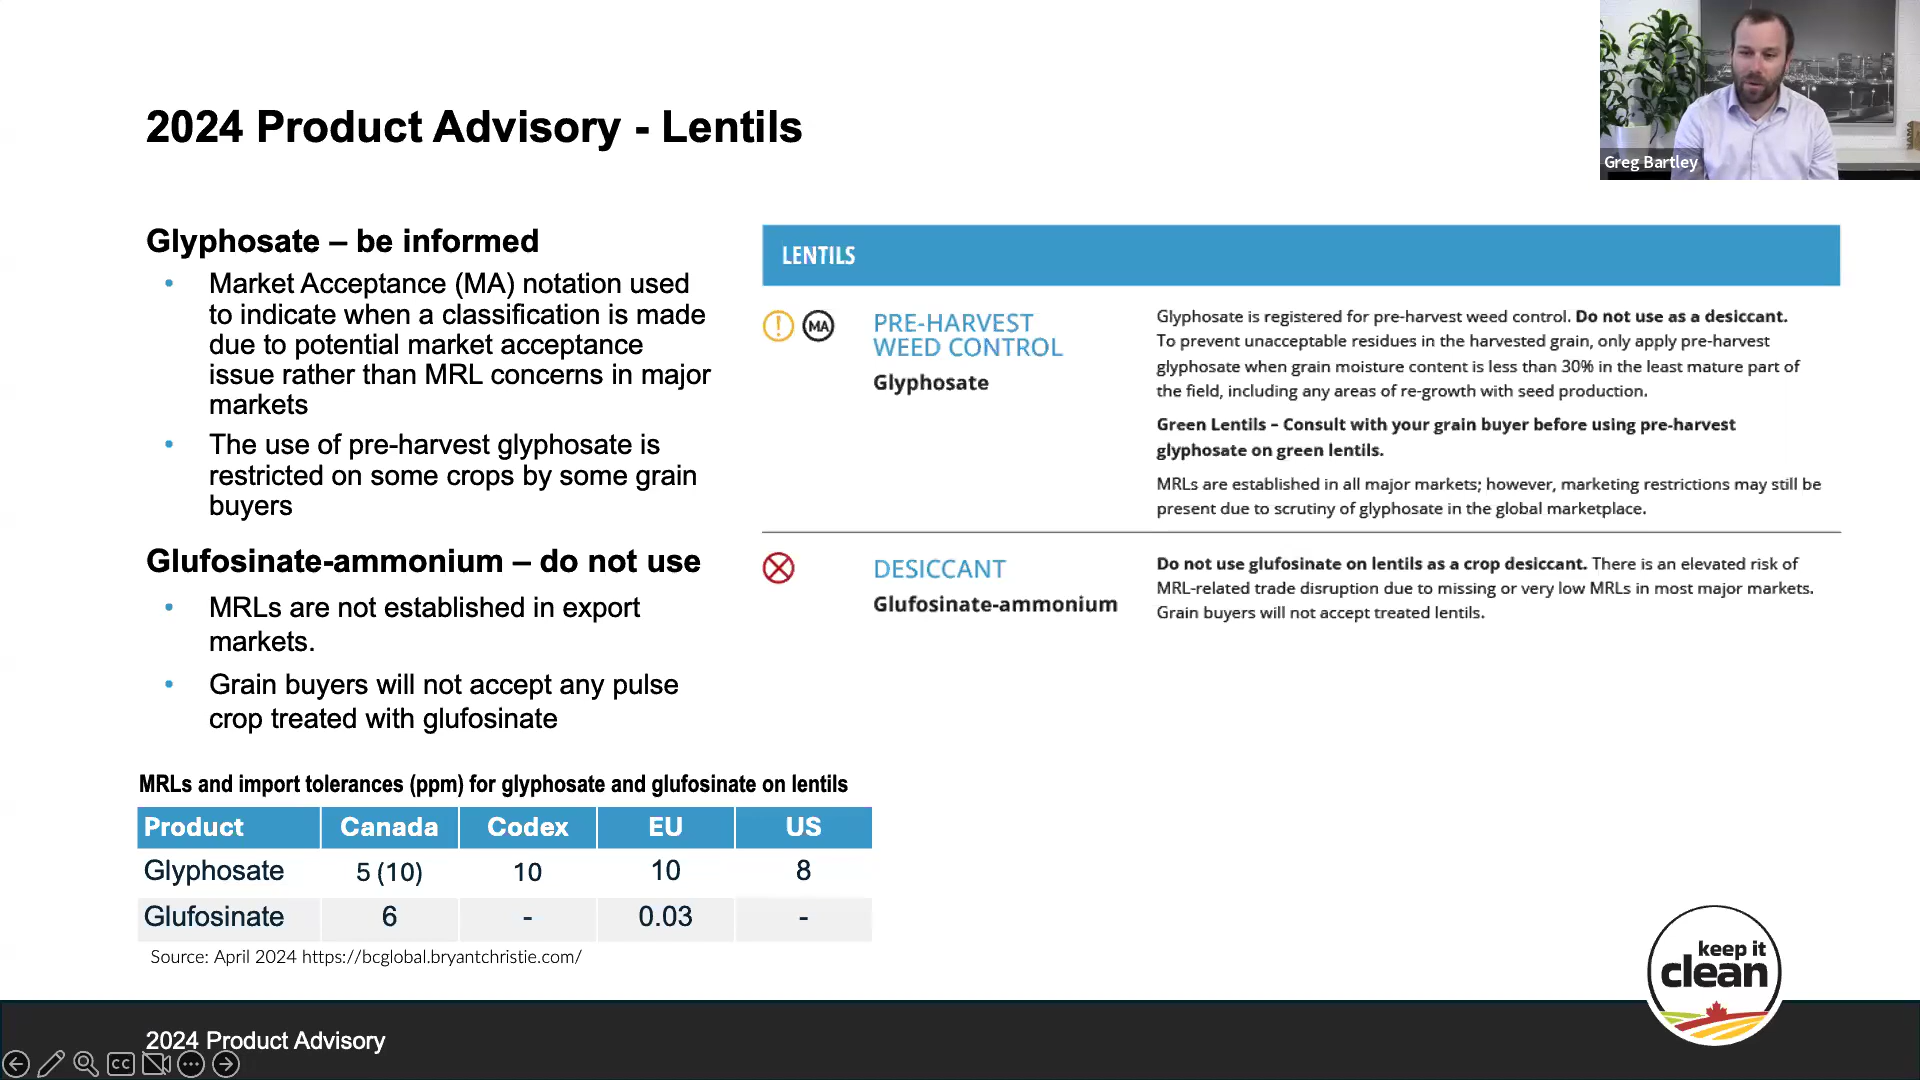 2024 Product Advisory - Lentils
Greg Bartley
Glyphosate – be informed
• Market Acceptance (MA) notation used
to indicate when a classification is made
due to potential market acceptance
issue rather than MRL concerns in major
markets
• The use of pre-harvest glyphosate is
restricted on some crops by some grain
buyers
Glufosinate-ammonium – do not use
• MRLs are not established in export
markets.
• Grain buyers will not accept any pulse
crop treated with glufosinate
LENTILS
! MA
PRE-HARVEST
WEED CONTROL
Glyphosate
Glyphosate is registered for pre-harvest weed control. Do not use as a desiccant.
To prevent unacceptable residues in the harvested grain, only apply pre-harvest
glyphosate when grain moisture content is less than 30% in the least mature part of
the field, including any areas of re-growth with seed production.
Green Lentils – Consult with your grain buyer before using pre-harvest
glyphosate on green lentils.
MRLs are established in all major markets; however, marketing restrictions may still be
present due to scrutiny of glyphosate in the global marketplace.
DESICCANT
Glufosinate-ammonium
Do not use glufosinate on lentils as a crop desiccant. There is an elevated risk of
MRL-related trade disruption due to missing or very low MRLs in most major markets.
Grain buyers will not accept treated lentils.
MRLs and import tolerances (ppm) for glyphosate and glufosinate on lentils
Product Canada Codex EU US
Glyphosate 5 (10) 10 10 8
Glufosinate 6 - 0.03 -
Source: April 2024 https://bcglobal.bryantchristie.com/
keep it
clean
2024 Product Advisory
CC